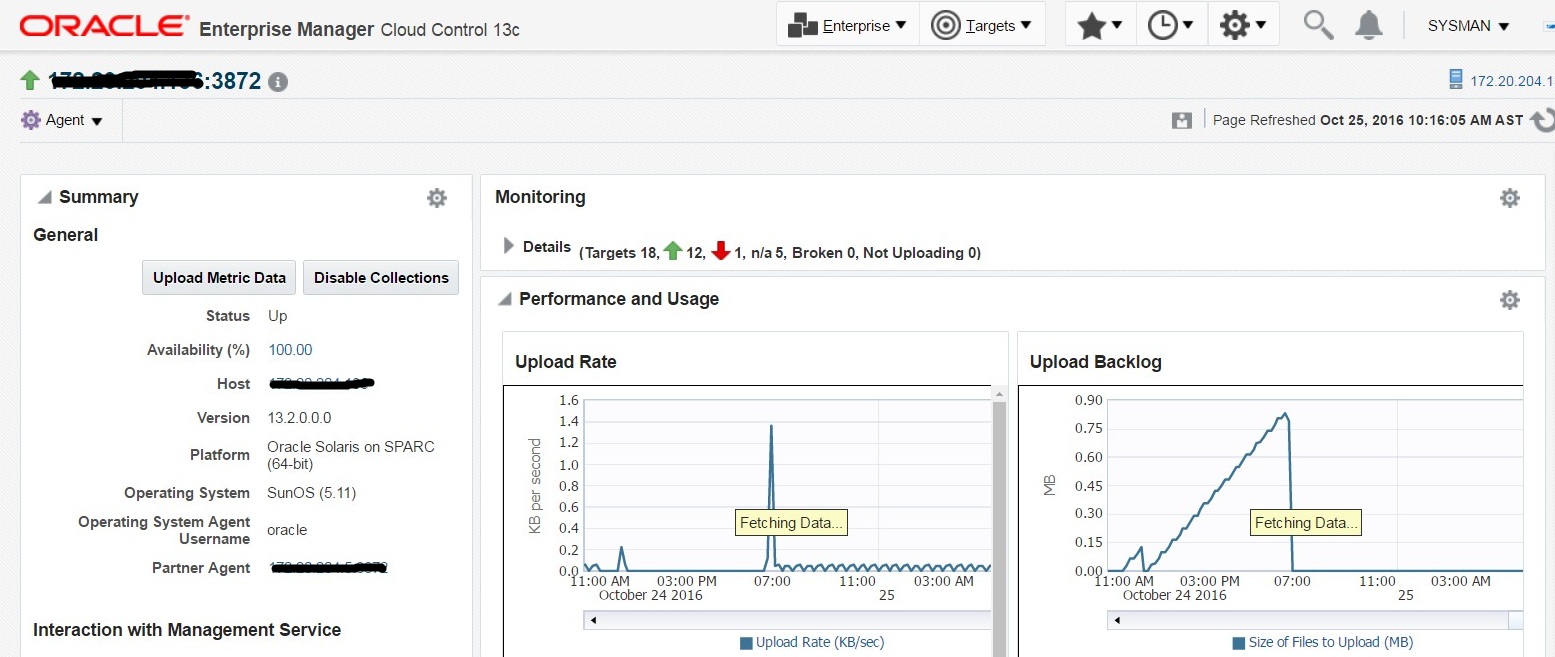 ORACLE® Enterprise Manager Cloud Control 13c
Enterprise Targets SYSMAN
:3872
172.20.204.1
Agent
Page Refreshed Oct 25, 2016 10:16:05 AM AST
Summary
General
Upload Metric Data Disable Collections
Status Up
Availability (%) 100.00
Host
Version 13.2.0.0.0
Platform Oracle Solaris on SPARC
(64-bit)
Operating System SunOS (5.11)
Operating System Agent
Username oracle
Partner Agent
Interaction with Management Service
Monitoring
Details (Targets 18, 12, 1, n/a 5, Broken 0, Not Uploading 0)
Performance and Usage
Upload Rate
1.6
1.4
1.2
1.0
0.8
0.6
0.4
0.2
0.0
KB per second
Fetching Data...
11:00 AM 03:00 PM 07:00 11:00 03:00 AM
October 24 2016 25
Upload Rate (KB/sec)
Upload Backlog
0.90
0.75
0.60
0.45
0.30
0.15
0.00
MB
Fetching Data...
11:00 AM 03:00 PM 07:00 11:00 03:00 AM
October 24 2016 25
Size of Files to Upload (MB)